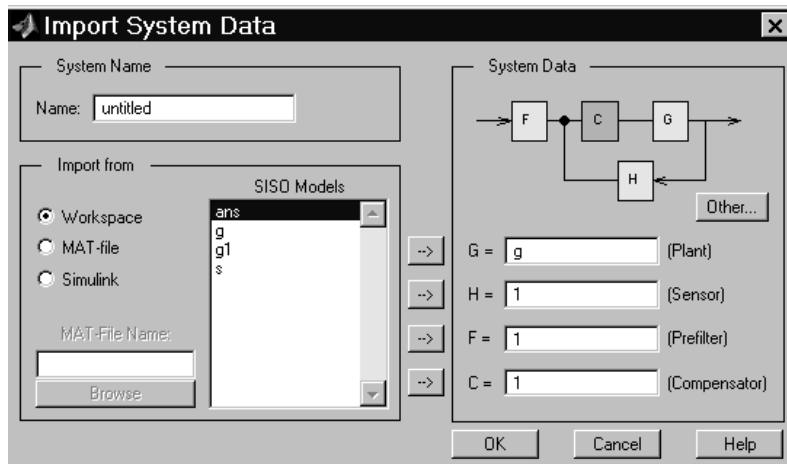 Import System Data
System Name
Name: untitled
Import from
Workspace
MAT-file
Simulink
MAT-File Name:
Browse
SISO Models
ans
g
g1
s
-->
-->
-->
-->
System Data
F
C
G
H
Other...
G = g (Plant)
H = 1 (Sensor)
F = 1 (Prefilter)
C = 1 (Compensator)
OK
Cancel
Help